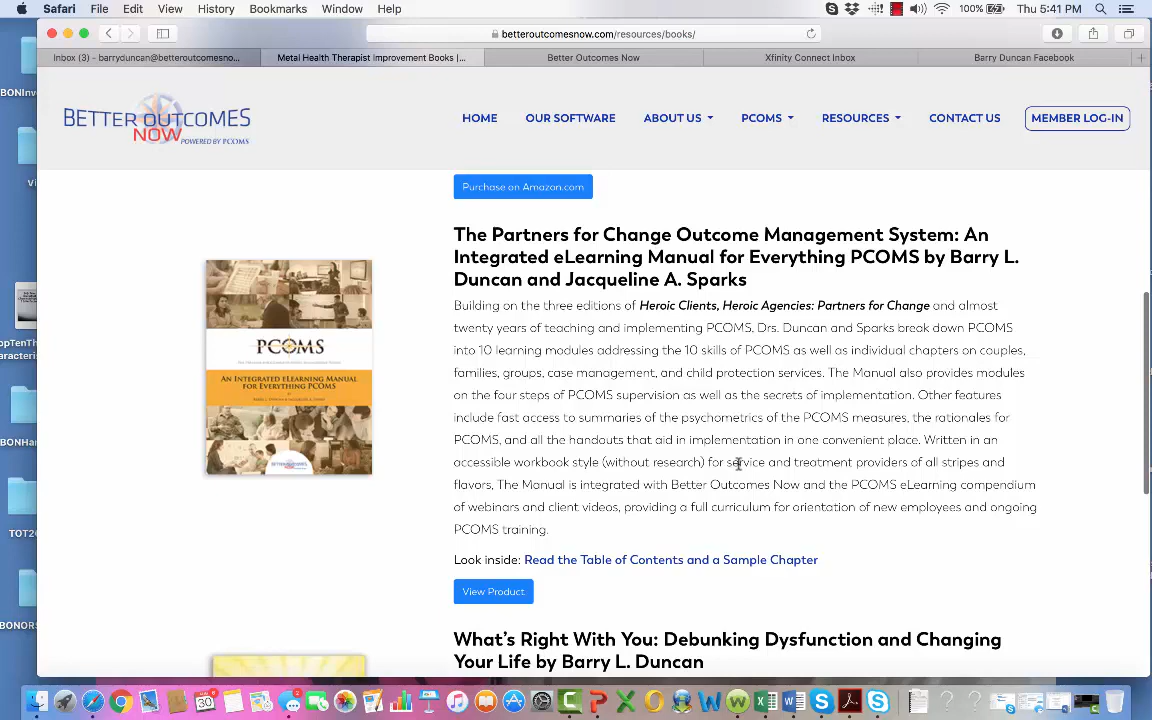 Safari File Edit View History Bookmarks Window Help 100% Thu 5:41 PM
betteroutcomesnow.com/resources/books/
Inbox (3) - barryduncan@betteroutcomesno... Metal Health Therapist Improvement Books |... Better Outcomes Now Xfinity Connect Inbox Barry Duncan Facebook
BETTER OUTCOMES
NOW POWERED BY PCOMS
HOME OUR SOFTWARE ABOUT US PCOMS RESOURCES CONTACT US MEMBER LOG-IN
Purchase on Amazon.com
The Partners for Change Outcome Management System: An
Integrated eLearning Manual for Everything PCOMS by Barry L.
Duncan and Jacqueline A. Sparks
Building on the three editions of Heroic Clients, Heroic Agencies: Partners for Change and almost
twenty years of teaching and implementing PCOMS, Drs. Duncan and Sparks break down PCOMS
into 10 learning modules addressing the 10 skills of PCOMS as well as individual chapters on couples,
families, groups, case management, and child protection services. The Manual also provides modules
on the four steps of PCOMS supervision as well as the secrets of implementation. Other features
include fast access to summaries of the psychometrics of the PCOMS measures, the rationales for
PCOMS, and all the handouts that aid in implementation in one convenient place. Written in an
accessible workbook style (without research) for service and treatment providers of all stripes and
flavors, The Manual is integrated with Better Outcomes Now and the PCOMS eLearning compendium
of webinars and client videos, providing a full curriculum for orientation of new employees and ongoing
PCOMS training.
Look inside: Read the Table of Contents and a Sample Chapter
View Product
What's Right With You: Debunking Dysfunction and Changing
Your Life by Barry L. Duncan
PCOMS
AN INTEGRATED ELEARNING MANUAL
FOR EVERYTHING PCOMS
BONInv
Vi
opTenTh
aracteris
BONHar
TOT20
BONORS